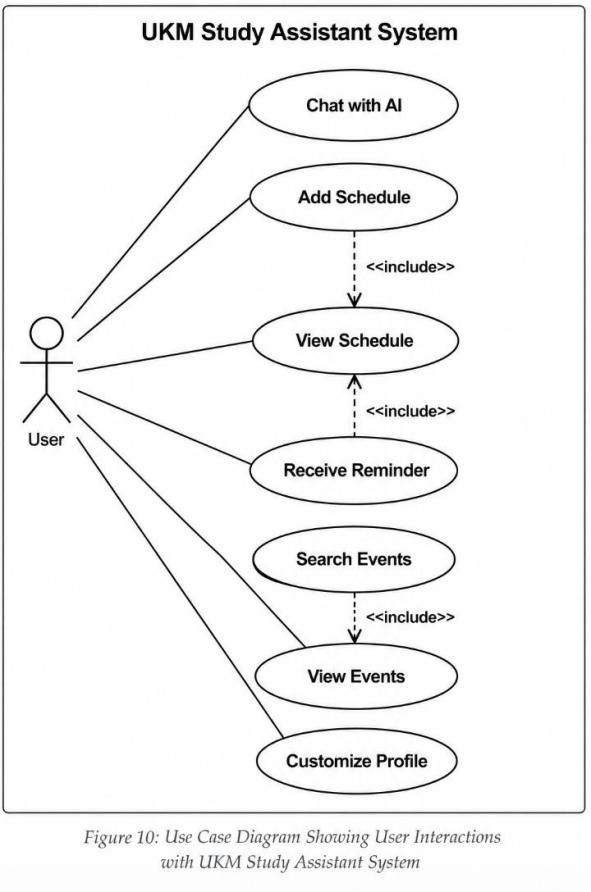 UKM Study Assistant System
Chat with AI
Add Schedule
<<include>>
View Schedule
<<include>>
User
Receive Reminder
Search Events
<<include>>
View Events
Customize Profile
Figure 10: Use Case Diagram Showing User Interactions
with UKM Study Assistant System